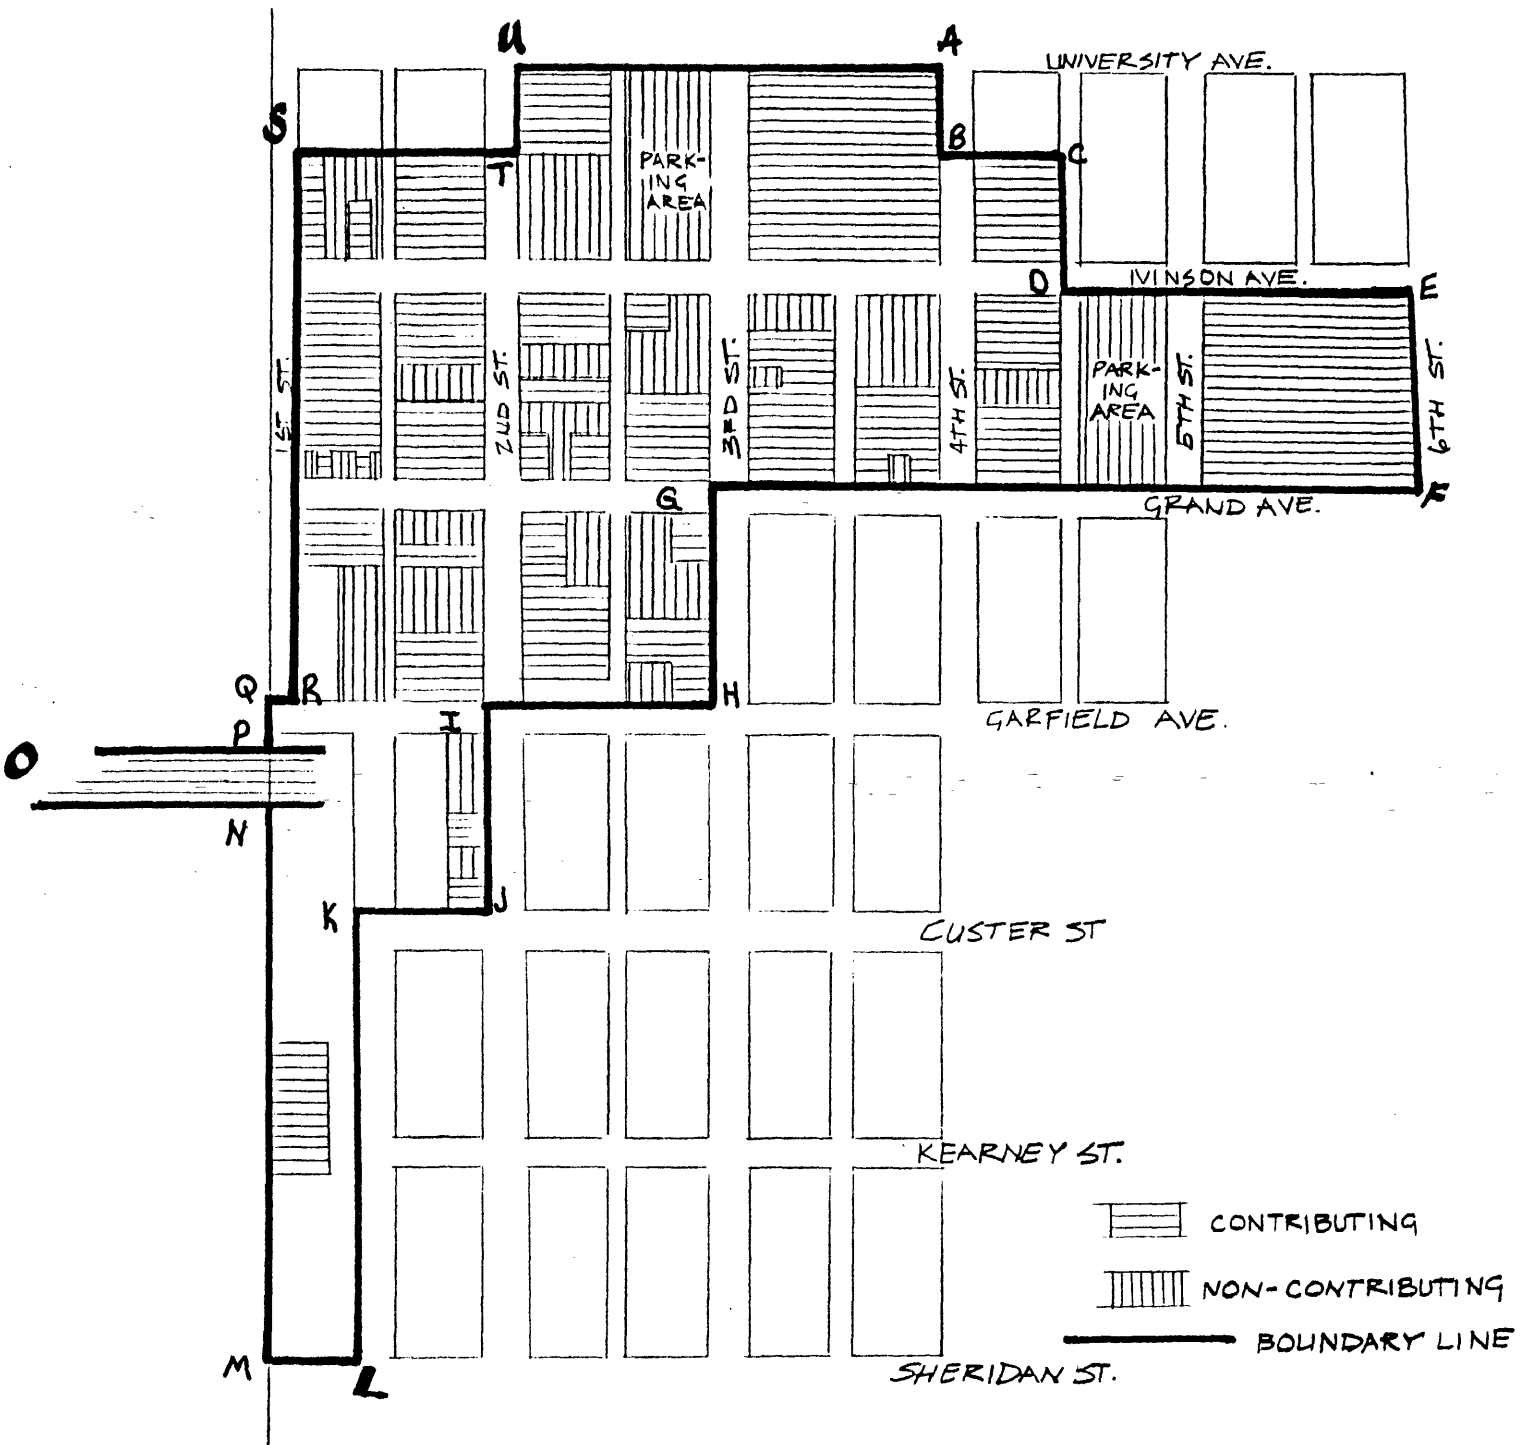 U
A
UNIVERSITY AVE.
S
B
C
T
PARK-
ING
AREA
D
IVINSON AVE.
E
1ST ST.
2ND ST.
3RD ST.
4TH ST.
PARK-
ING
AREA
5TH ST.
6TH ST.
G
F
GRAND AVE.
Q
R
H
I
GARFIELD AVE.
P
O
N
K
J
CUSTER ST
KEARNEY ST.
CONTRIBUTING
NON-CONTRIBUTING
BOUNDARY LINE
M
L
SHERIDAN ST.